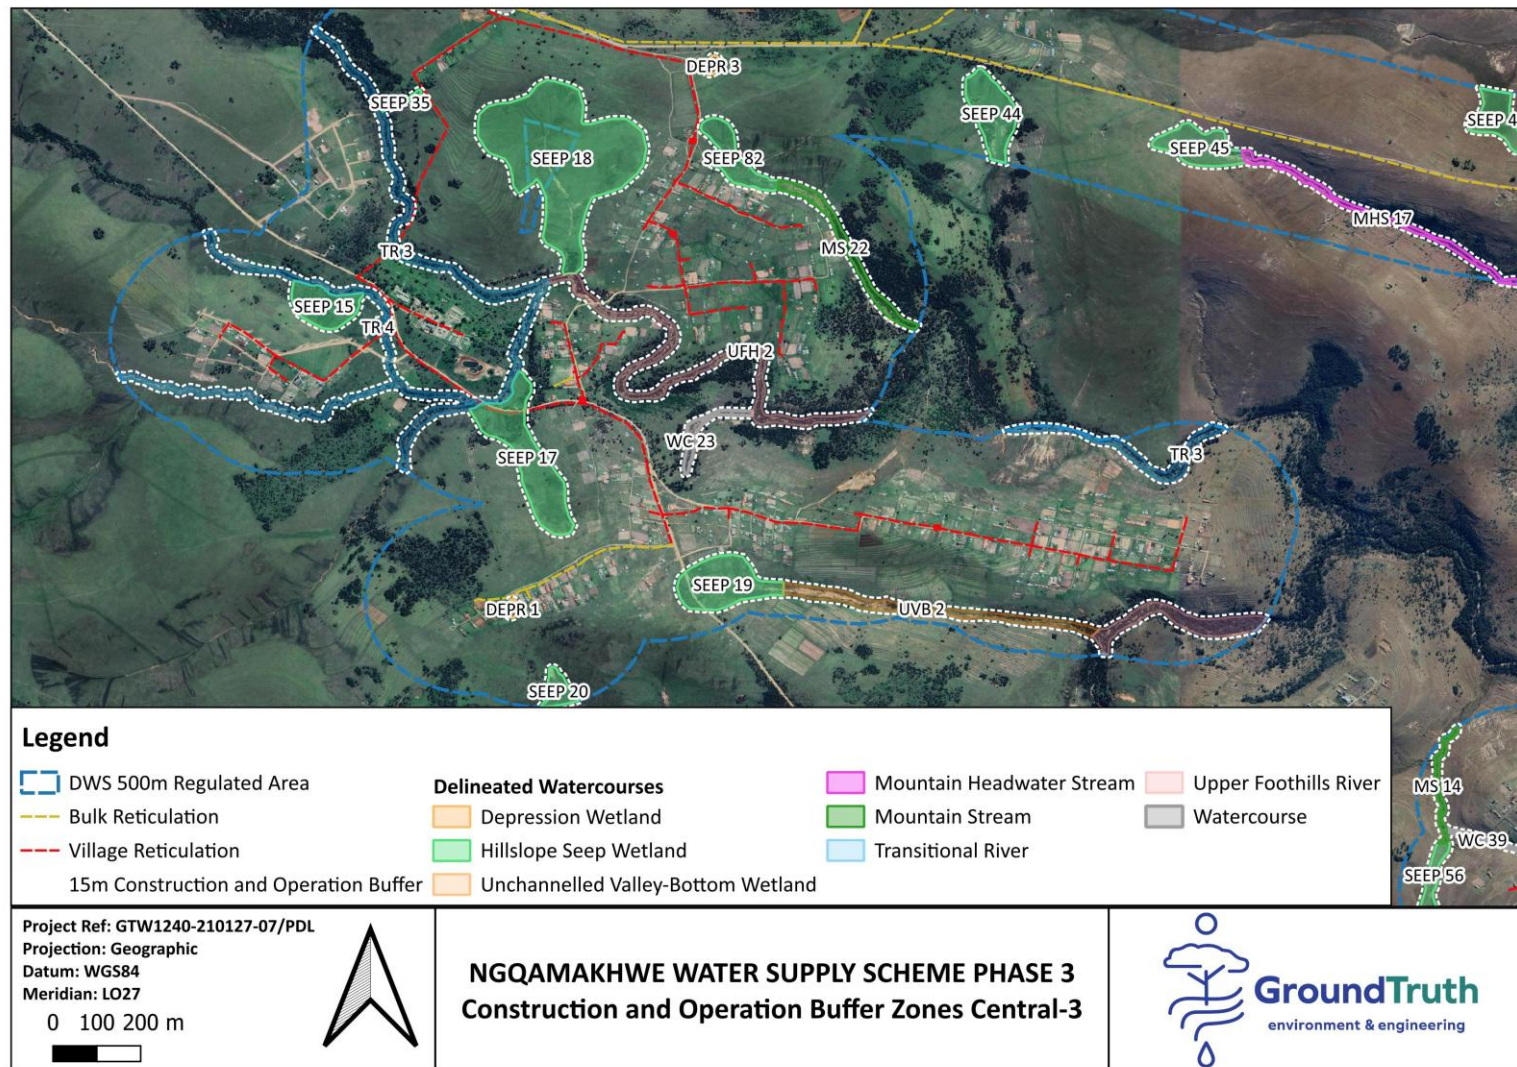 DEPR 3
SEEP 35
SEEP 44
SEEP 4
SEEP 18
SEEP 82
SEEP 45
MHS 17
TR 3
MS 22
SEEP 15
TR 4
UFH 2
WC 23
TR 3
SEEP 17
SEEP 19
DEPR 1
UVB 2
SEEP 20
MS 14
WC 39
SEEP 56
Legend
DWS 500m Regulated Area
Bulk Reticulation
Village Reticulation
15m Construction and Operation Buffer
Delineated Watercourses
Depression Wetland
Hillslope Seep Wetland
Unchannelled Valley-Bottom Wetland
Mountain Headwater Stream
Mountain Stream
Transitional River
Upper Foothills River
Watercourse
Project Ref: GTW1240-210127-07/PDL
Projection: Geographic
Datum: WGS84
Meridian: LO27
0 100 200 m
NGQAMAKHWE WATER SUPPLY SCHEME PHASE 3
Construction and Operation Buffer Zones Central-3
GroundTruth
environment & engineering